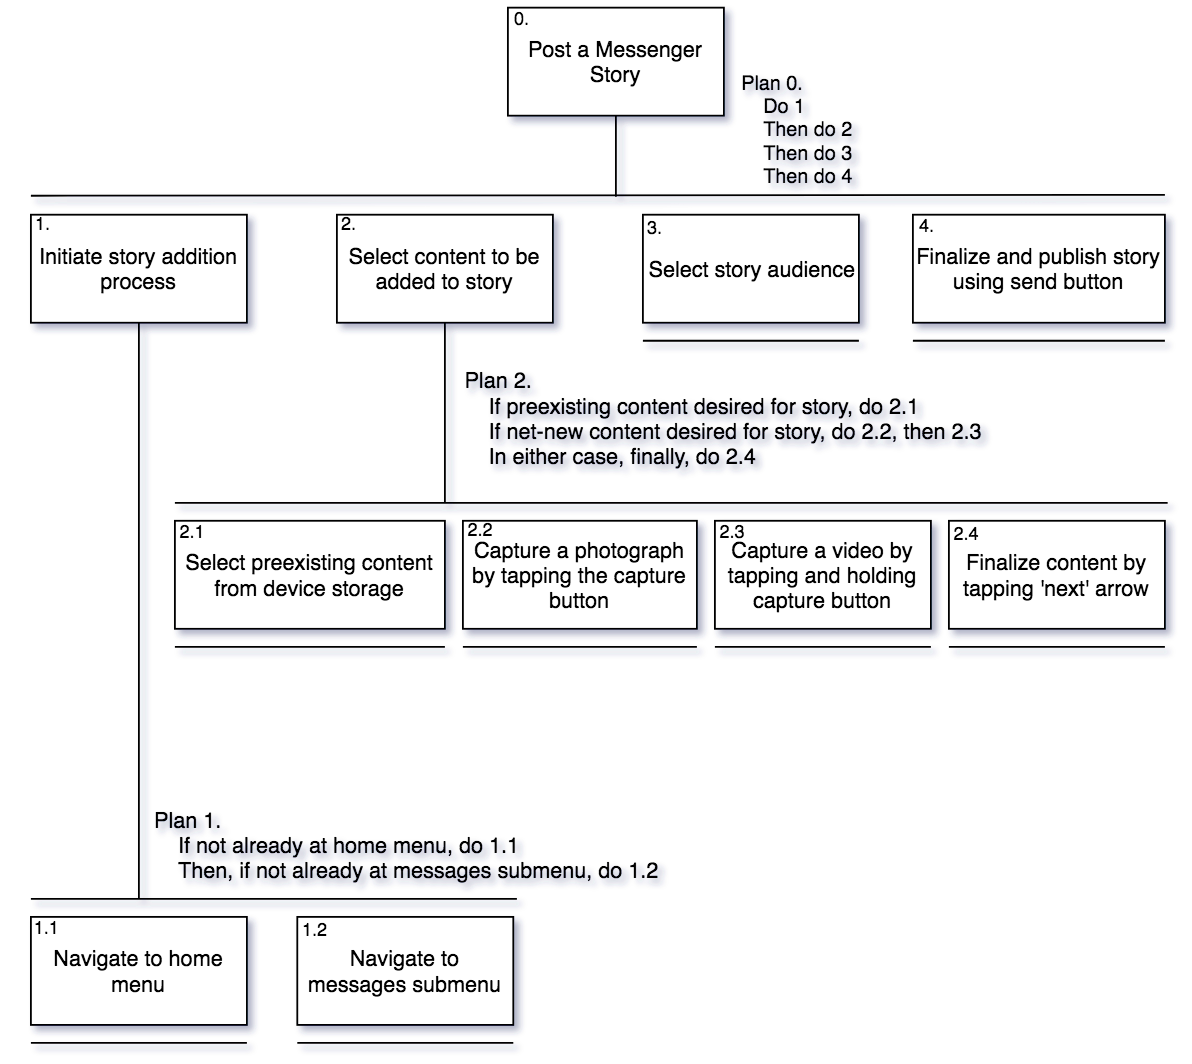 0.
Post a Messenger
Story
Plan 0.
Do 1
Then do 2
Then do 3
Then do 4
1.
Initiate story addition
process
2.
Select content to be
added to story
3.
Select story audience
4.
Finalize and publish story
using send button
Plan 2.
If preexisting content desired for story, do 2.1
If net-new content desired for story, do 2.2, then 2.3
In either case, finally, do 2.4
2.1
Select preexisting content
from device storage
2.2
Capture a photograph
by tapping the capture
button
2.3
Capture a video by
tapping and holding
capture button
2.4
Finalize content by
tapping 'next' arrow
Plan 1.
If not already at home menu, do 1.1
Then, if not already at messages submenu, do 1.2
1.1
Navigate to home
menu
1.2
Navigate to
messages submenu